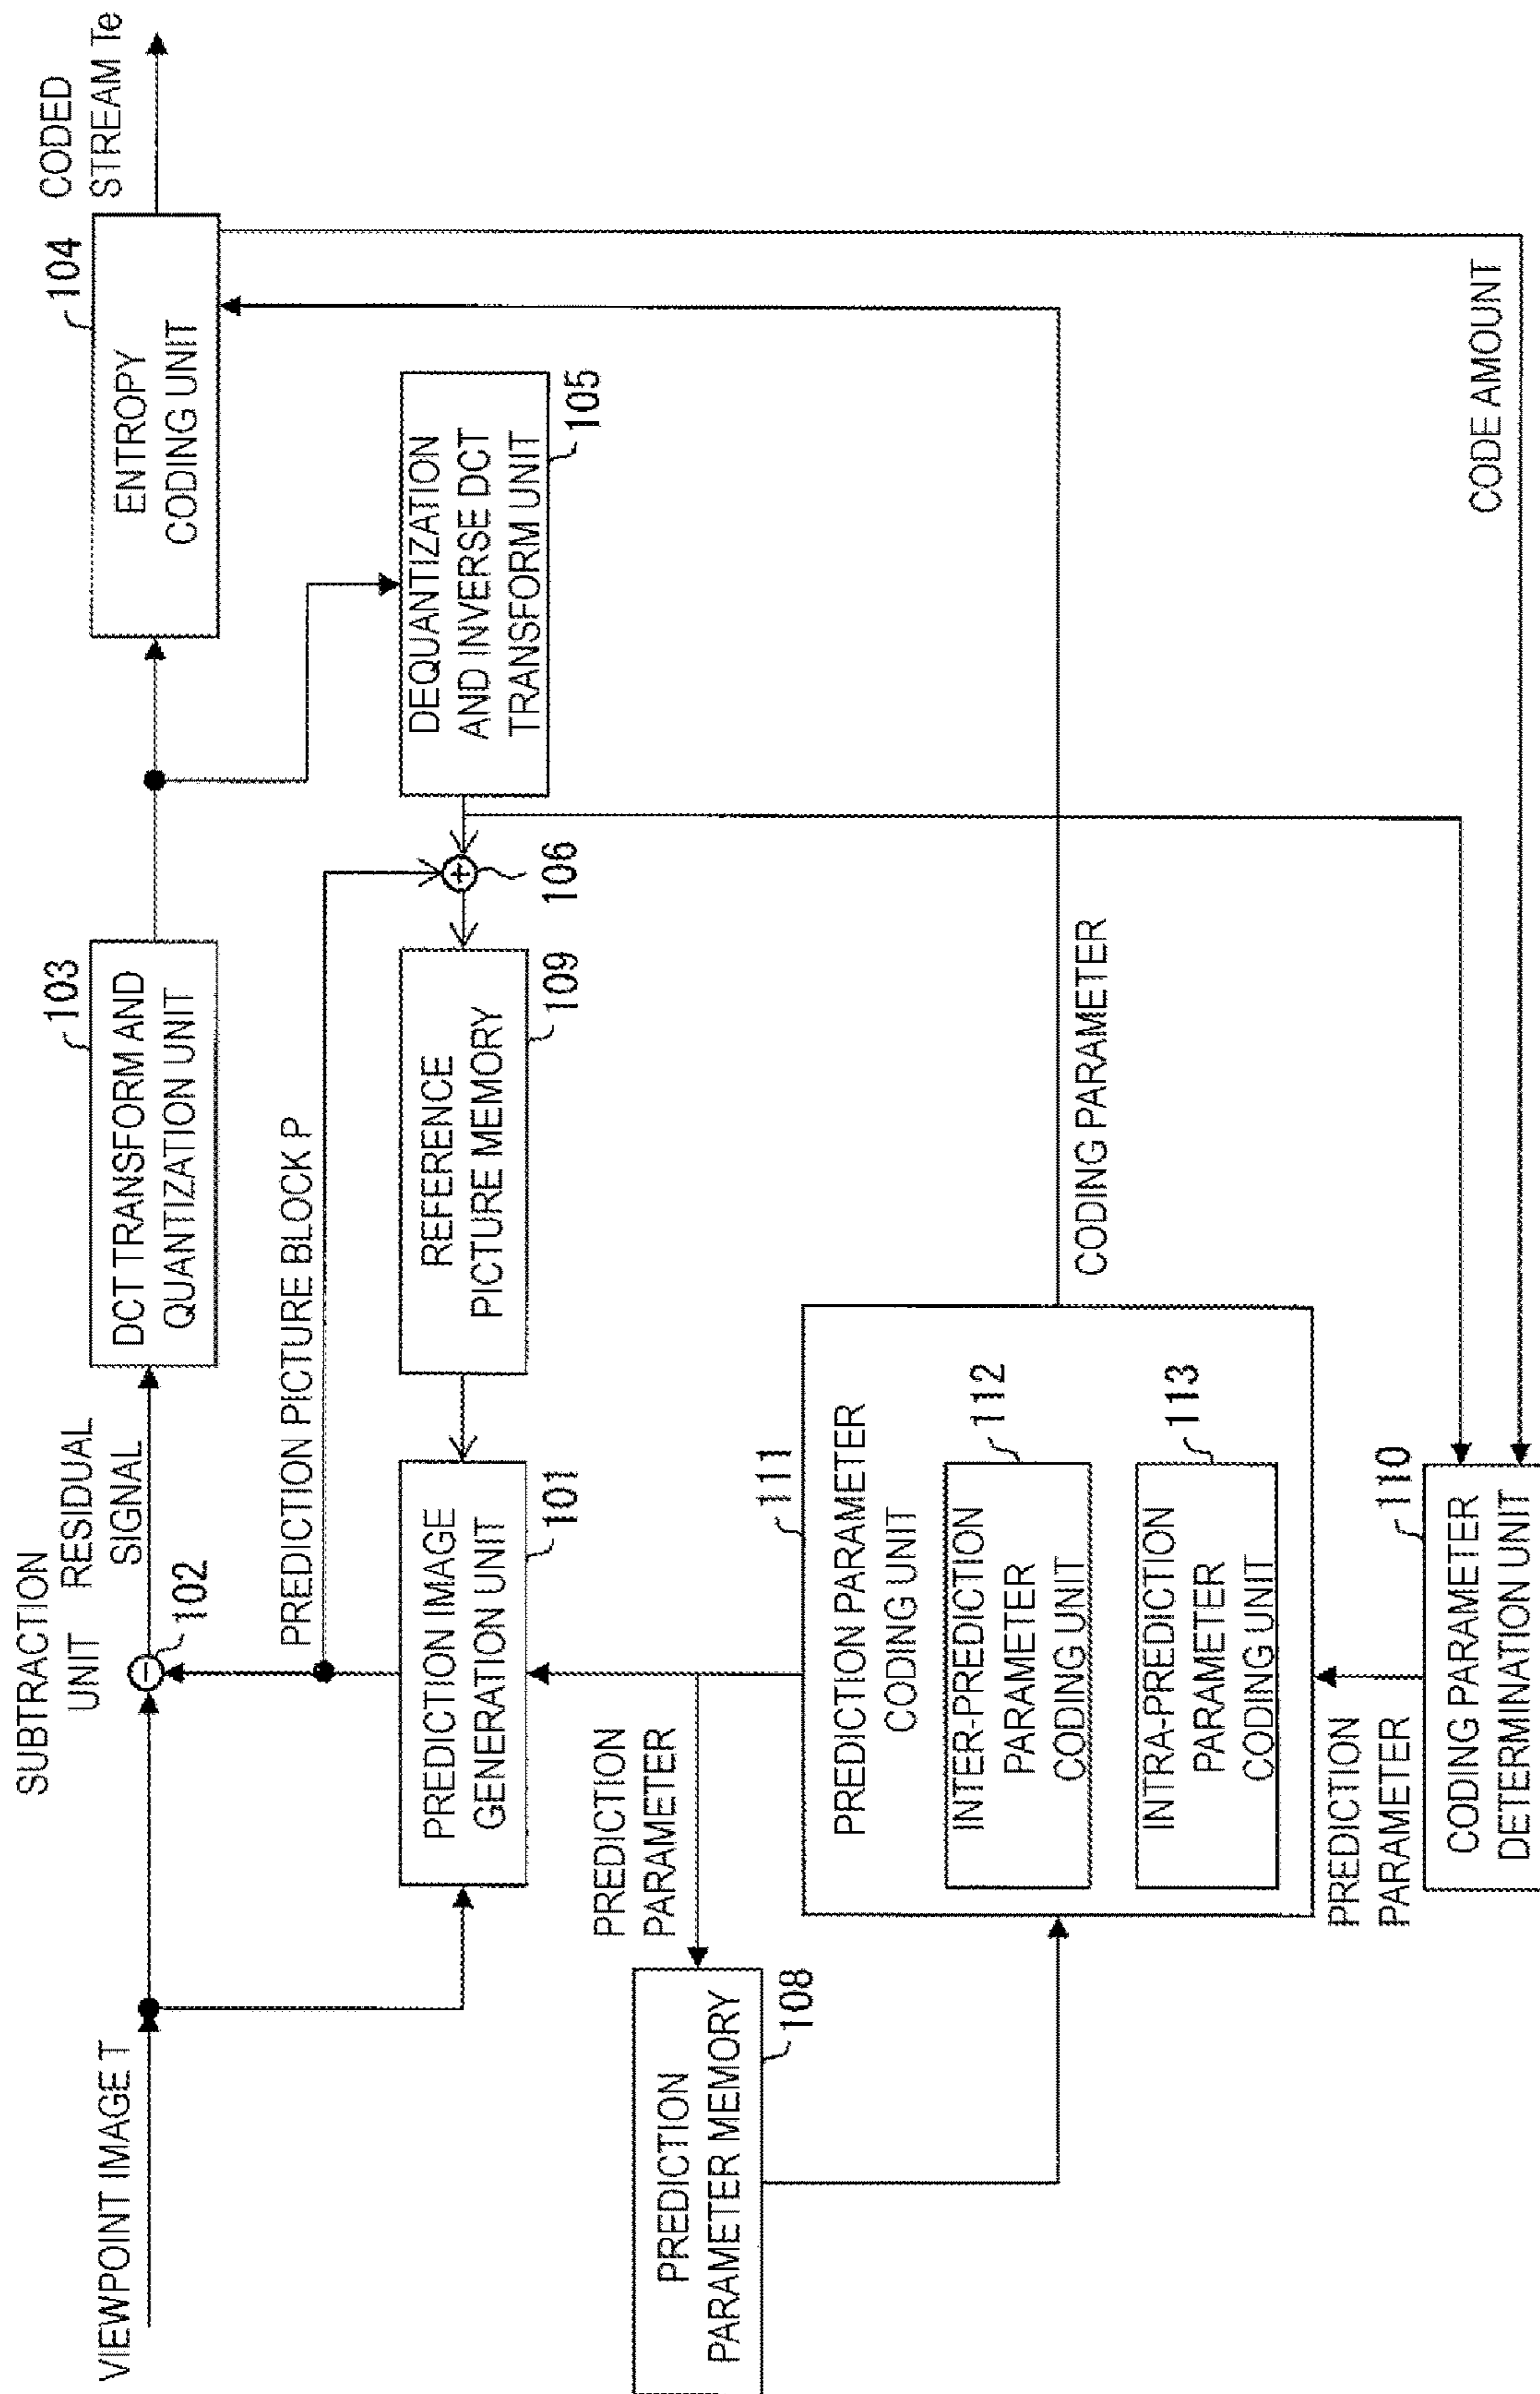 VIEWPOINT IMAGE T
SUBTRACTION
UNIT
102
RESIDUAL
SIGNAL
103
DCT TRANSFORM AND
QUANTIZATION UNIT
104
ENTROPY
CODING UNIT
CODED
STREAM Te
PREDICTION PICTURE BLOCK P
PREDICTION IMAGE
GENERATION UNIT
101
REFERENCE
PICTURE MEMORY
109
+
106
DEQUANTIZATION
AND INVERSE DCT
TRANSFORM UNIT
105
PREDICTION
PARAMETER
PREDICTION
PARAMETER MEMORY
108
111
PREDICTION PARAMETER
CODING UNIT
112
INTER-PREDICTION
PARAMETER
CODING UNIT
113
INTRA-PREDICTION
PARAMETER
CODING UNIT
CODING PARAMETER
PREDICTION
PARAMETER
110
CODING PARAMETER
DETERMINATION UNIT
CODE AMOUNT